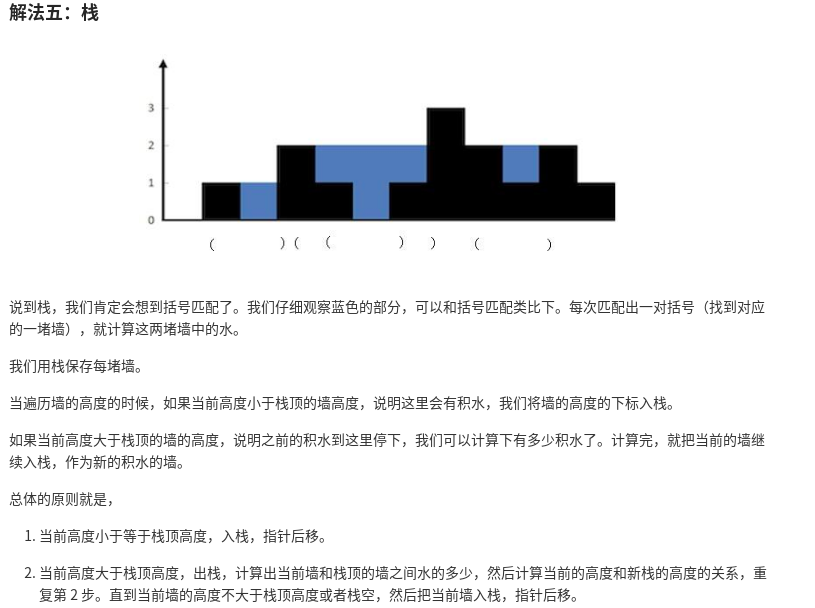 解法五：栈
3
2
1
0
（ ）（ （ ） ） （ ）
说到栈，我们肯定会想到括号匹配了。我们仔细观察蓝色的部分，可以和括号匹配类比下。每次匹配出一对括号（找到对应
的一堵墙），就计算这两堵墙中的水。
我们用栈保存每堵墙。
当遍历墙的高度的时候，如果当前高度小于栈顶的墙高度，说明这里会有积水，我们将墙的高度的下标入栈。
如果当前高度大于栈顶的墙的高度，说明之前的积水到这里停下，我们可以计算下有多少积水了。计算完，就把当前的墙继
续入栈，作为新的积水的墙。
总体的原则就是，
1. 当前高度小于等于栈顶高度，入栈，指针后移。
2. 当前高度大于栈顶高度，出栈，计算出当前墙和栈顶的墙之间水的多少，然后计算当前的高度和新栈的高度的关系，重
复第 2 步。直到当前墙的高度不大于栈顶高度或者栈空，然后把当前墙入栈，指针后移。